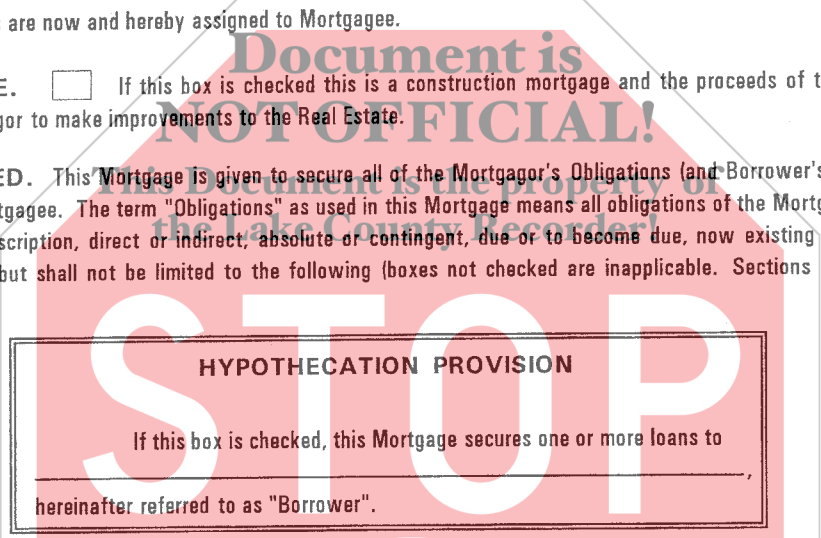 are now and hereby assigned to Mortgagee.
Document is
E. If this box is checked this is a construction mortgage and the proceeds of t
gor to make improvements to the Real Estate.
NOT OFFICIAL!
ED. This Mortgage is given to secure all of the Mortgagor's Obligations (and Borrower's
This Document is the property of
tgagee. The term "Obligations" as used in this Mortgage means all obligations of the Mortg
the Lake County Recorder!
scription, direct or indirect, absolute or contingent, due or to become due, now existing
but shall not be limited to the following (boxes not checked are inapplicable. Sections
STOP
HYPOTHECATION PROVISION
If this box is checked, this Mortgage secures one or more loans to
,
hereinafter referred to as "Borrower".